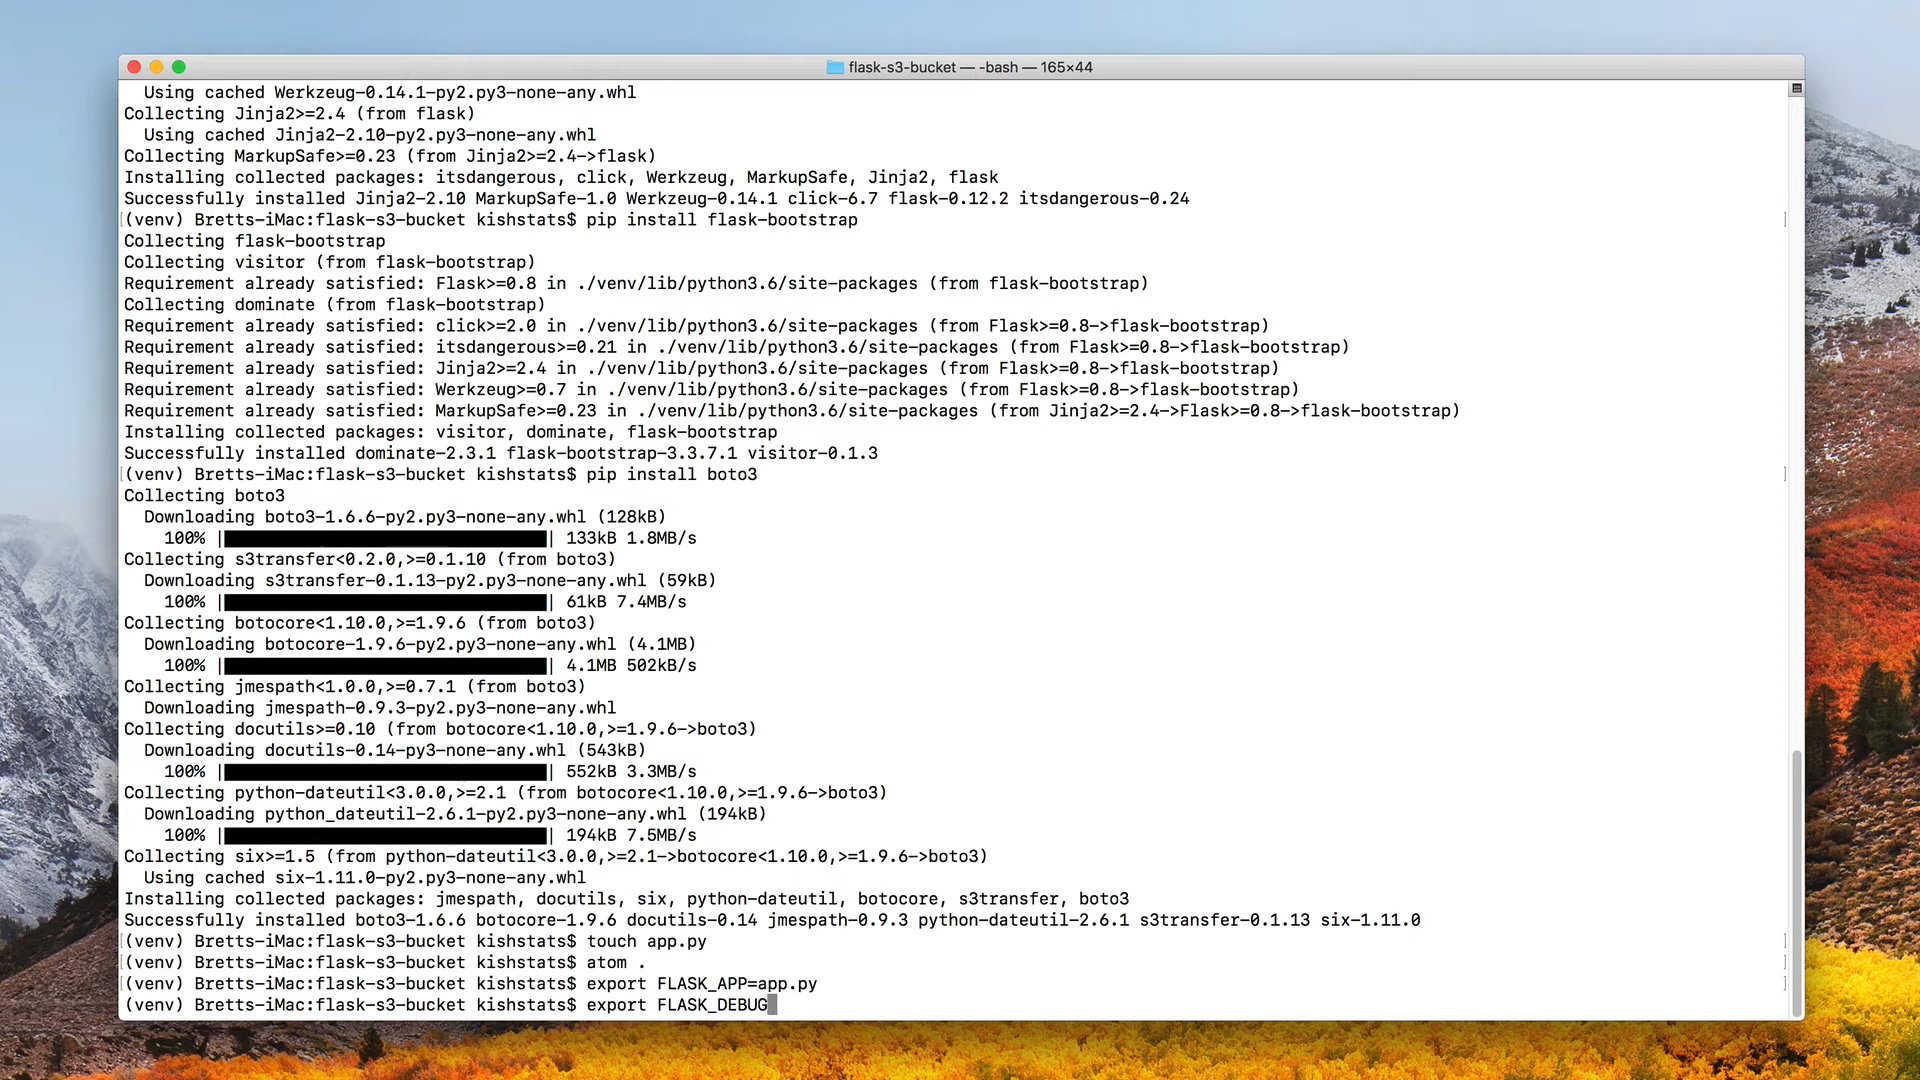 flask-s3-bucket — -bash — 165×44
Using cached Werkzeug-0.14.1-py2.py3-none-any.whl
Collecting Jinja2>=2.4 (from flask)
Using cached Jinja2-2.10-py2.py3-none-any.whl
Collecting MarkupSafe>=0.23 (from Jinja2>=2.4->flask)
Installing collected packages: itsdangerous, click, Werkzeug, MarkupSafe, Jinja2, flask
Successfully installed Jinja2-2.10 MarkupSafe-1.0 Werkzeug-0.14.1 click-6.7 flask-0.12.2 itsdangerous-0.24
[(venv) Bretts-iMac:flask-s3-bucket kishstats$ pip install flask-bootstrap ]
Collecting flask-bootstrap
Collecting visitor (from flask-bootstrap)
Requirement already satisfied: Flask>=0.8 in ./venv/lib/python3.6/site-packages (from flask-bootstrap)
Collecting dominate (from flask-bootstrap)
Requirement already satisfied: click>=2.0 in ./venv/lib/python3.6/site-packages (from Flask>=0.8->flask-bootstrap)
Requirement already satisfied: itsdangerous>=0.21 in ./venv/lib/python3.6/site-packages (from Flask>=0.8->flask-bootstrap)
Requirement already satisfied: Jinja2>=2.4 in ./venv/lib/python3.6/site-packages (from Flask>=0.8->flask-bootstrap)
Requirement already satisfied: Werkzeug>=0.7 in ./venv/lib/python3.6/site-packages (from Flask>=0.8->flask-bootstrap)
Requirement already satisfied: MarkupSafe>=0.23 in ./venv/lib/python3.6/site-packages (from Jinja2>=2.4->Flask>=0.8->flask-bootstrap)
Installing collected packages: visitor, dominate, flask-bootstrap
Successfully installed dominate-2.3.1 flask-bootstrap-3.3.7.1 visitor-0.1.3
[(venv) Bretts-iMac:flask-s3-bucket kishstats$ pip install boto3 ]
Collecting boto3
Downloading boto3-1.6.6-py2.py3-none-any.whl (128kB)
100% |████████████████████████████████| 133kB 1.8MB/s
Collecting s3transfer<0.2.0,>=0.1.10 (from boto3)
Downloading s3transfer-0.1.13-py2.py3-none-any.whl (59kB)
100% |████████████████████████████████| 61kB 7.4MB/s
Collecting botocore<1.10.0,>=1.9.6 (from boto3)
Downloading botocore-1.9.6-py2.py3-none-any.whl (4.1MB)
100% |████████████████████████████████| 4.1MB 502kB/s
Collecting jmespath<1.0.0,>=0.7.1 (from boto3)
Downloading jmespath-0.9.3-py2.py3-none-any.whl
Collecting docutils>=0.10 (from botocore<1.10.0,>=1.9.6->boto3)
Downloading docutils-0.14-py3-none-any.whl (543kB)
100% |████████████████████████████████| 552kB 3.3MB/s
Collecting python-dateutil<3.0.0,>=2.1 (from botocore<1.10.0,>=1.9.6->boto3)
Downloading python_dateutil-2.6.1-py2.py3-none-any.whl (194kB)
100% |████████████████████████████████| 194kB 7.5MB/s
Collecting six>=1.5 (from python-dateutil<3.0.0,>=2.1->botocore<1.10.0,>=1.9.6->boto3)
Using cached six-1.11.0-py2.py3-none-any.whl
Installing collected packages: jmespath, docutils, six, python-dateutil, botocore, s3transfer, boto3
Successfully installed boto3-1.6.6 botocore-1.9.6 docutils-0.14 jmespath-0.9.3 python-dateutil-2.6.1 s3transfer-0.1.13 six-1.11.0
[(venv) Bretts-iMac:flask-s3-bucket kishstats$ touch app.py ]
[(venv) Bretts-iMac:flask-s3-bucket kishstats$ atom . ]
[(venv) Bretts-iMac:flask-s3-bucket kishstats$ export FLASK_APP=app.py ]
(venv) Bretts-iMac:flask-s3-bucket kishstats$ export FLASK_DEBUG